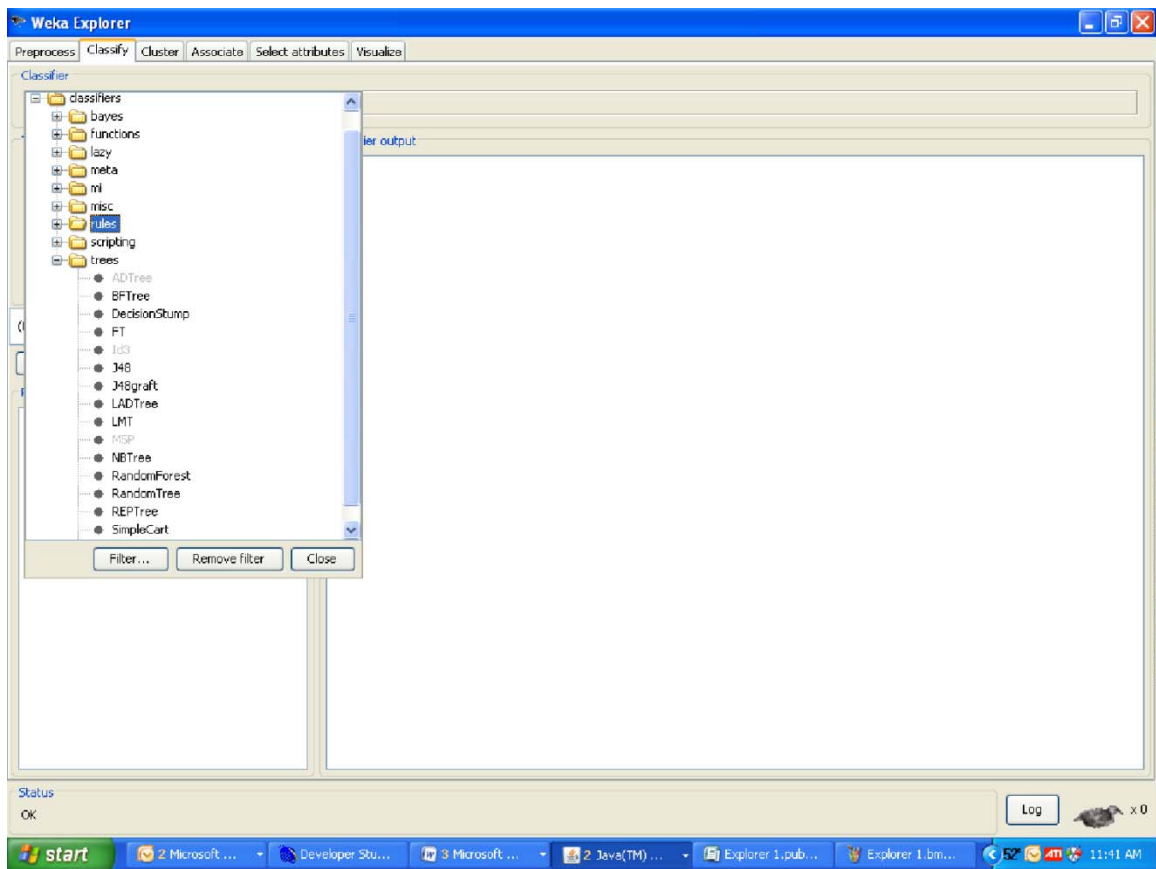 Weka Explorer
Preprocess Classify Cluster Associate Select attributes Visualize
Classifier
classifiers
bayes
functions
ier output
lazy
meta
mi
misc
rules
scripting
trees
ADTree
BFTree
DecisionStump
FT
Id3
J48
J48graft
LADTree
LMT
M5P
NBTree
RandomForest
RandomTree
REPTree
SimpleCart
Filter... Remove filter Close
Status
OK
Log x 0
start 2 Microsoft ... Developer Stu... 3 Microsoft ... 2 Java(TM) ... Explorer 1.pub... Explorer 1.bm... 52° ATI 11:41 AM